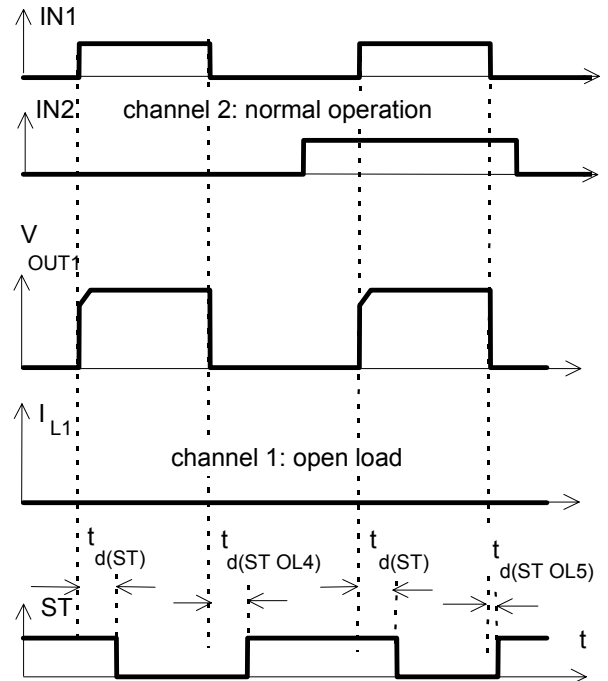 IN1
IN2
channel 2: normal operation
V
OUT1
I L1
channel 1: open load
t d(ST)
t d(ST OL4)
t d(ST)
t d(ST OL5)
ST
t